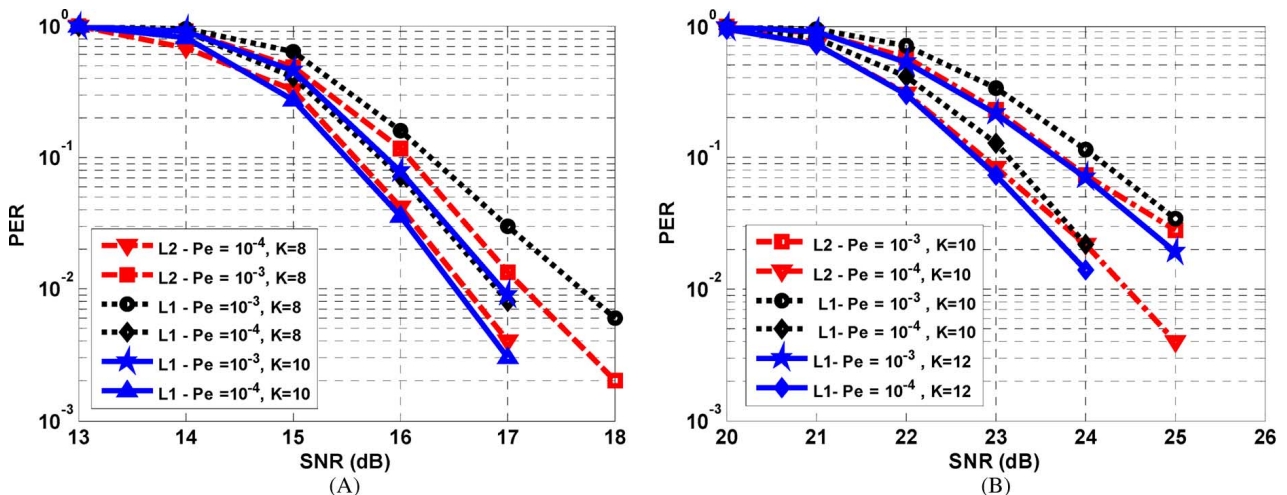 10^0
10^-1
10^-2
10^-3
PER
L2 - Pe = 10^-4, K=8
L2 - Pe = 10^-3, K=8
L1 - Pe =10^-3, K=8
L1 - Pe =10^-4, K=8
L1 - Pe =10^-3, K=10
L1 - Pe =10^-4, K=10
13 14 15 16 17 18
SNR (dB)
(A)
10^0
10^-1
10^-2
10^-3
PER
L2 - Pe = 10^-3 , K=10
L2 - Pe = 10^-4, K=10
L1- Pe = 10^-3 , K=10
L1- Pe = 10^-4 , K=10
L1- Pe = 10^-3 , K=12
L1- Pe = 10^-4 , K=12
20 21 22 23 24 25 26
SNR (dB)
(B)